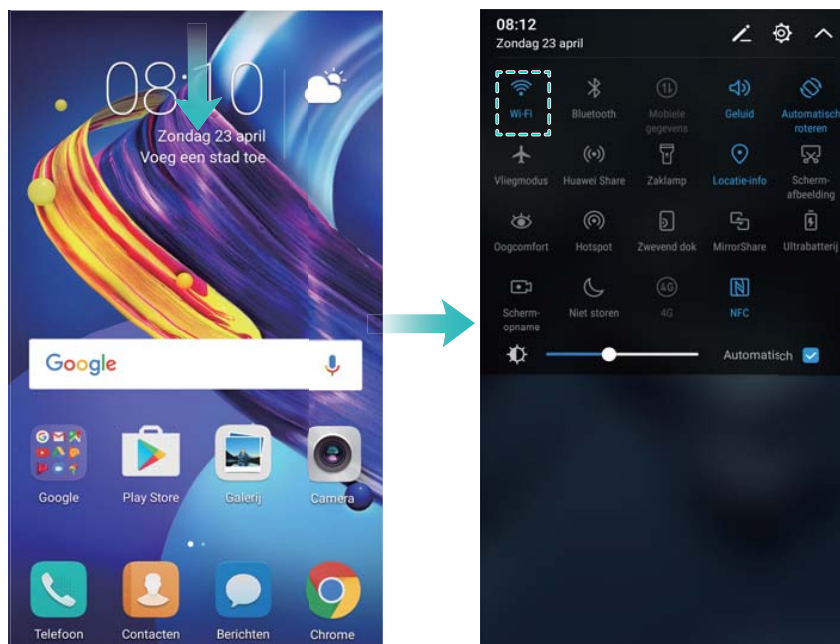 08:10
Zondag 23 april
Voeg een stad toe
Google
Google
Play Store
Galerij
Camera
Telefoon
Contacten
Berichten
Chrome
08:12
Zondag 23 april
Wi-Fi
Bluetooth
Mobiele
gegevens
Geluid
Automatisch
roteren
Vliegmodus
Huawei Share
Zaklamp
Locatie-info
Scherm-
afbeelding
Oogcomfort
Hotspot
Zwevend dok
MirrorShare
Ultrabatterij
Scherm-
opname
Niet storen
4G
4G
NFC
Automatisch